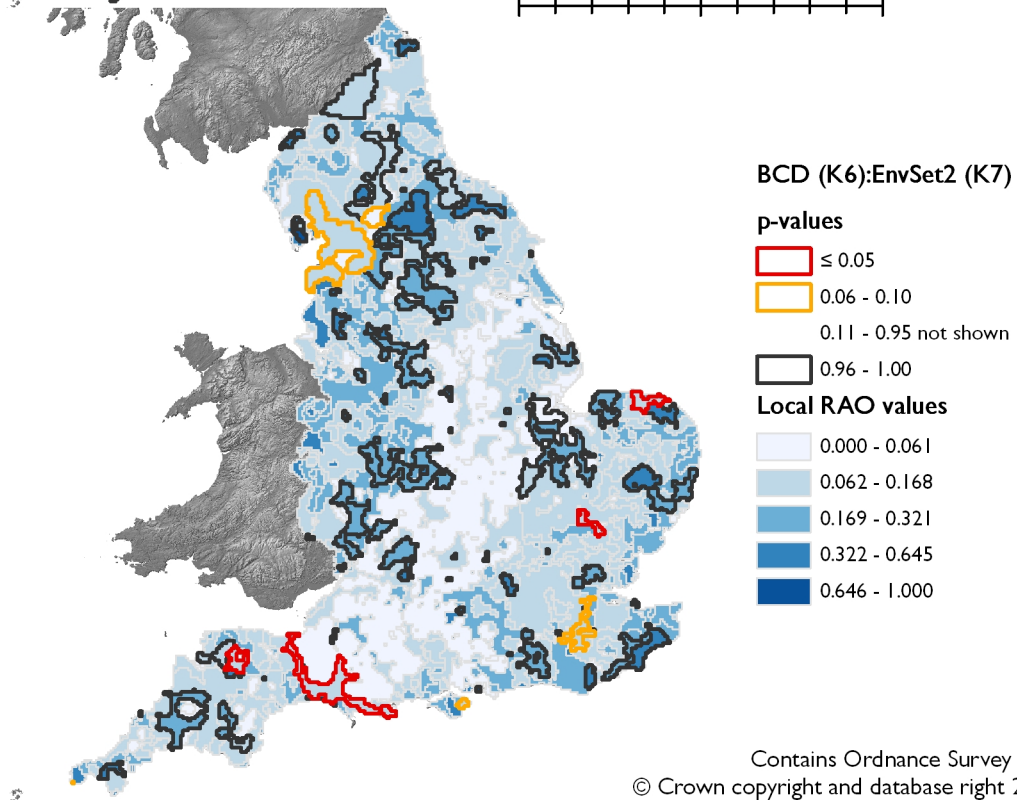 BCD (K6):EnvSet2 (K7)
p-values
≤ 0.05
0.06 - 0.10
0.11 - 0.95 not shown
0.96 - 1.00
Local RAO values
0.000 - 0.061
0.062 - 0.168
0.169 - 0.321
0.322 - 0.645
0.646 - 1.000
Contains Ordnance Survey
© Crown copyright and database right